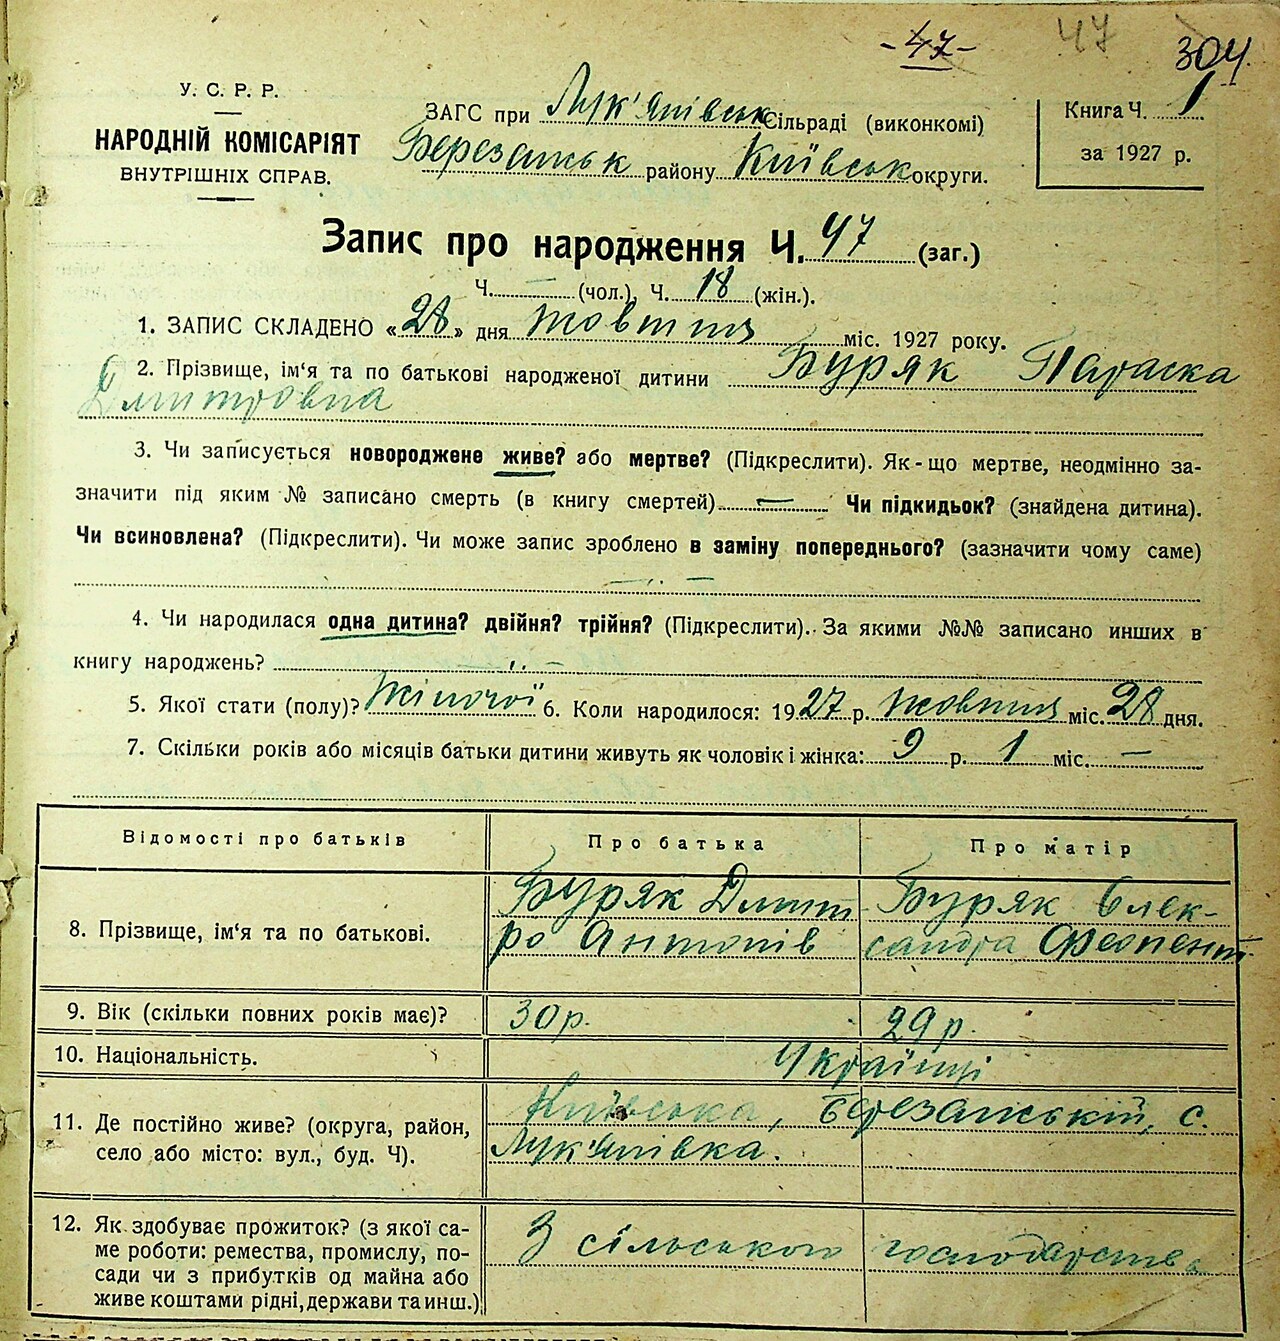 -47- 47 304
У. С. Р. Р.
НАРОДНІЙ КОМІСАРІЯТ
ВНУТРІШНІХ СПРАВ.
ЗАГС при Лук'янівськ Сільраді (виконкомі)
Березанськ району Київськ округи.
Книга Ч. 1
за 1927 р.
Запис про народження Ч. 47 (заг.)
Ч. — (чол.), Ч. 18 (жін.).
1. ЗАПИС СКЛАДЕНО «28» дня жовтня міс. 1927 року.
2. Прізвище, ім'я та по батькові народженої дитини Буряк Параска
Дмитровна
3. Чи записується новороджене живе? або мертве? (Підкреслити). Як-що мертве, неодмінно за-
значити під яким № записано смерть (в книгу смертей) — Чи підкидьок? (знайдена дитина).
Чи всиновлена? (Підкреслити). Чи може запис зроблено в заміну попереднього? (зазначити чому саме)
4. Чи народилася одна дитина? двійня? трійня? (Підкреслити). За якими №№ записано инших в
книгу народжень?
5. Якої стати (полу)? Жіночої 6. Коли народилося: 1927 р. жовтня міс. 28 дня.
7. Скільки років або місяців батьки дитини живуть як чоловік і жінка: 9 р. 1 міс. —
Відомості про батьків Про батька Про матір
8. Прізвище, ім'я та по батькові.
Буряк Дмит
ро Антонів
Буряк Олек-
сандра Феопент
9. Вік (скільки повних років має)? 30 р. 29 р.
10. Національність. Українці
11. Де постійно живе? (округа, район,
село або місто: вул., буд. Ч).
Київська, Березанській, с.
Лук'янівка.
12. Як здобуває прожиток? (з якої са-
ме роботи: ремества, промислу, по-
сади чи з прибутків од майна або
живе коштами рідні, держави та инш.)
З сільського господарства